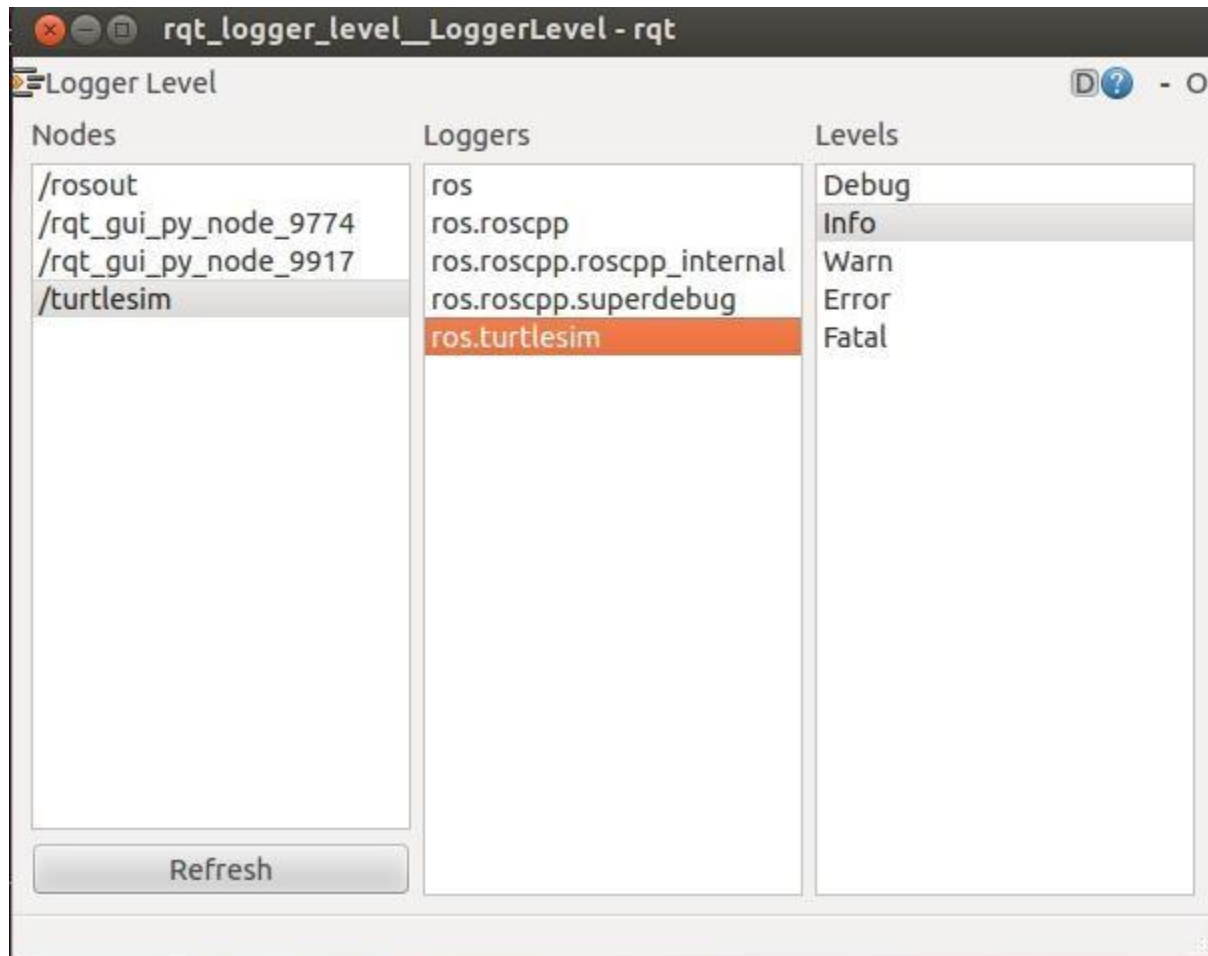 rqt_logger_level__LoggerLevel - rqt
Logger Level
D ? - O
Nodes
/rosout
/rqt_gui_py_node_9774
/rqt_gui_py_node_9917
/turtlesim
Refresh
Loggers
ros
ros.roscpp
ros.roscpp.roscpp_internal
ros.roscpp.superdebug
ros.turtlesim
Levels
Debug
Info
Warn
Error
Fatal